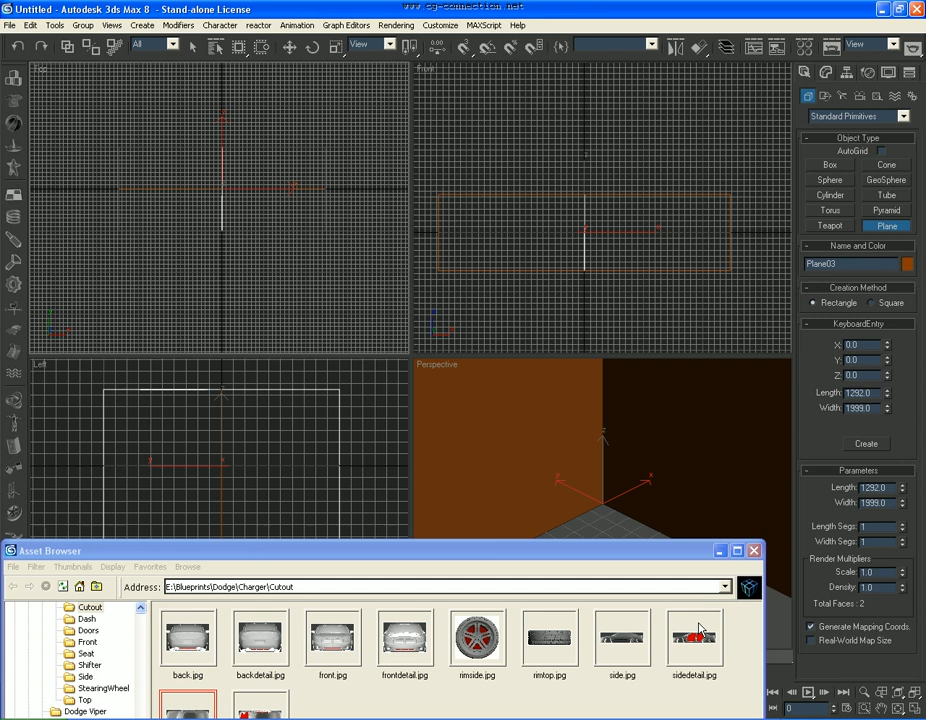 www.cg-connection.net
Untitled - Autodesk 3ds Max 8 - Stand-alone License
File Edit Tools Group Views Create Modifiers Character reactor Animation Graph Editors Rendering Customize MAXScript Help
All View View
Top Front
Standard Primitives
- Object Type
AutoGrid
Box Cone
Sphere GeoSphere
Cylinder Tube
Torus Pyramid
Teapot Plane
- Name and Color
Plane03
- Creation Method
Rectangle Square
- KeyboardEntry
X: 0.0
Y: 0.0
Z: 0.0
Length: 1292.0
Width: 1999.0
Create
Left Perspective
- Parameters
Length: 1292.0
Width: 1999.0
Length Segs: 1
Width Segs: 1
Render Multipliers
Scale: 1.0
Density: 1.0
Total Faces : 2
Generate Mapping Coords.
Real-World Map Size
Asset Browser
File Filter Thumbnails Display Favorites Browse
Address: E:\Blueprints\Dodge\Charger\Cutout
Cutout
Dash
Doors
Front
Seat
Shifter
Side
StearingWheel
Top
Dodge Viper
back.jpg backdetail.jpg front.jpg frontdetail.jpg rimside.jpg rimtop.jpg side.jpg sidedetail.jpg
0